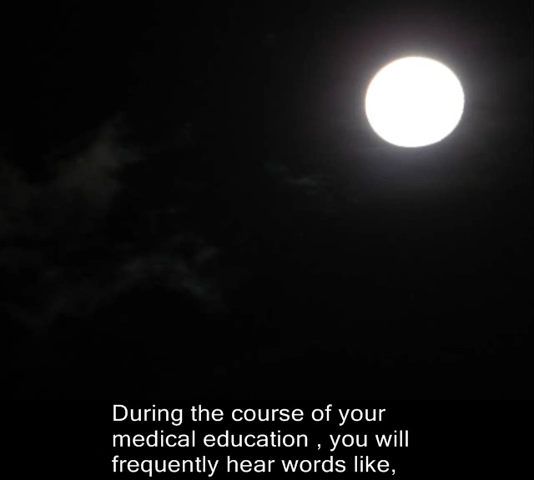 During the course of your
medical education , you will
frequently hear words like,